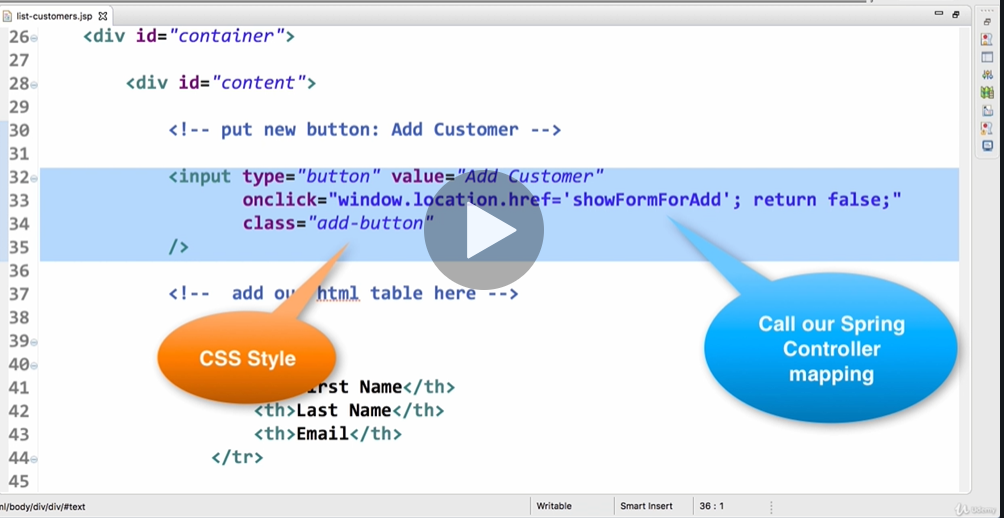 list-customers.jsp
26 <div id="container">
27
28 <div id="content">
29
30 <!-- put new button: Add Customer -->
31
32 <input type="button" value="Add Customer"
33 onclick="window.location.href='showFormForAdd'; return false;"
34 class="add-button"
35 />
36
37 <!-- add ou html table here -->
38
39
40
41 irst Name</th>
42 <th>Last Name</th>
43 <th>Email</th>
44 </tr>
45
CSS Style
Call our Spring
Controller
mapping
ml/body/div/div/#text
Writable
Smart Insert
36 : 1
Udemy